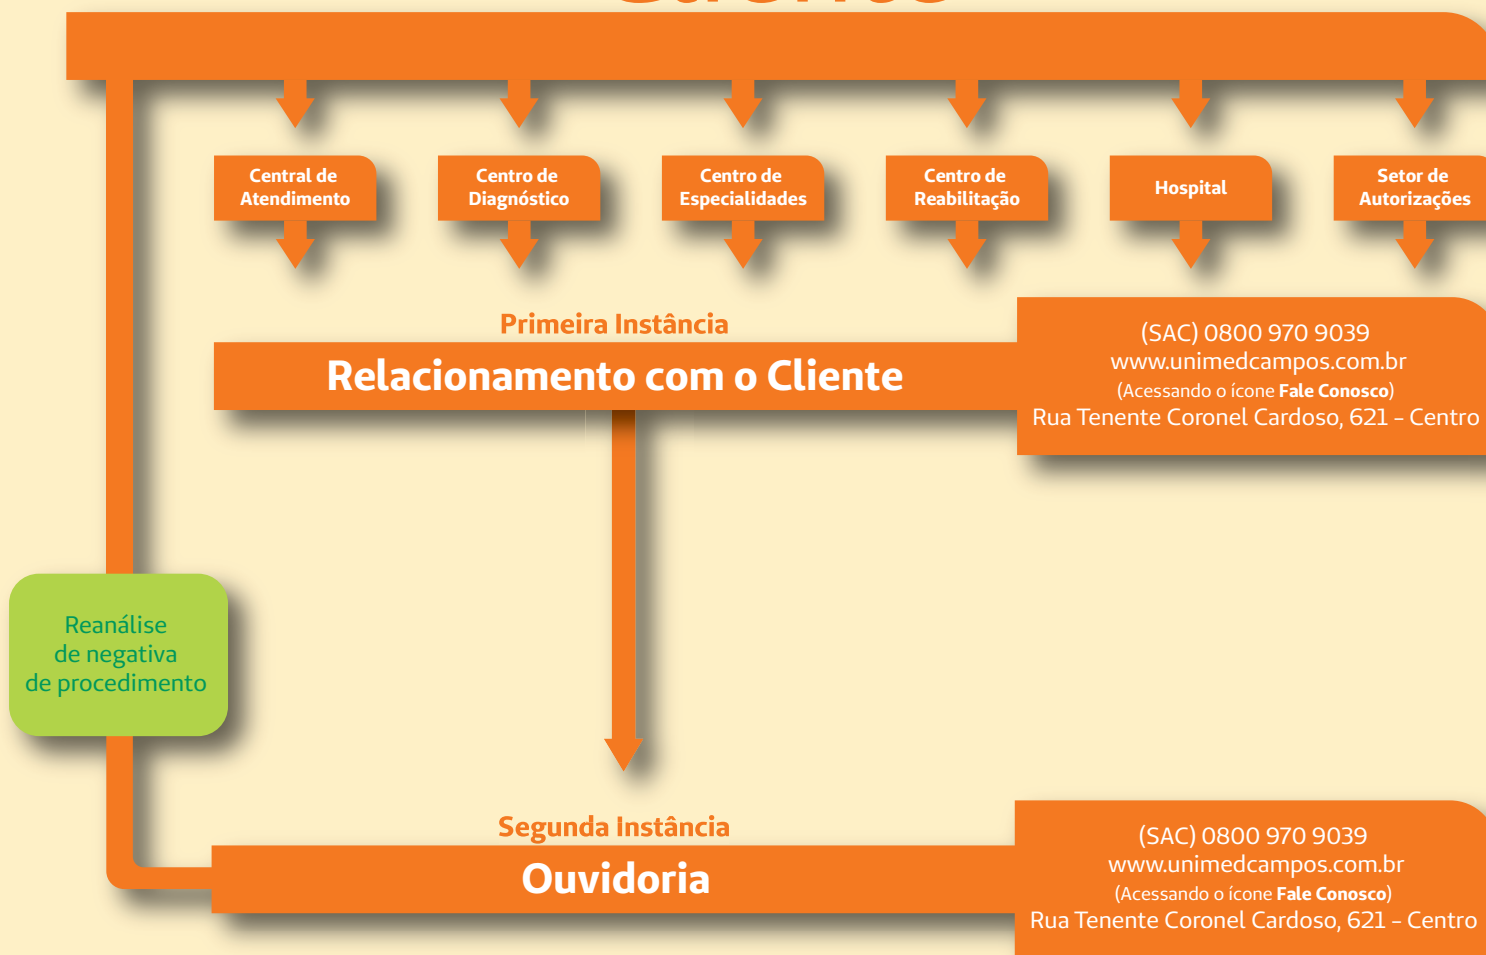 Central de
Atendimento
Centro de
Diagnóstico
Centro de
Especialidades
Centro de
Reabilitação
Hospital
Setor de
Autorizações
Primeira Instância
Relacionamento com o Cliente
(SAC) 0800 970 9039
www.unimedcampos.com.br
(Acessando o ícone Fale Conosco)
Rua Tenente Coronel Cardoso, 621 – Centro
Reanálise
de negativa
de procedimento
Segunda Instância
Ouvidoria
(SAC) 0800 970 9039
www.unimedcampos.com.br
(Acessando o ícone Fale Conosco)
Rua Tenente Coronel Cardoso, 621 – Centro